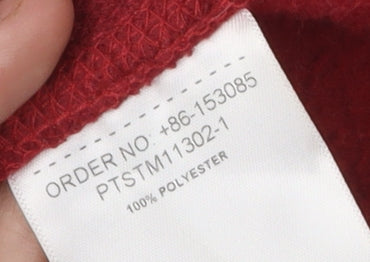 ORDER NO: +86-153085
PTSTM11302-1
100% POLYESTER